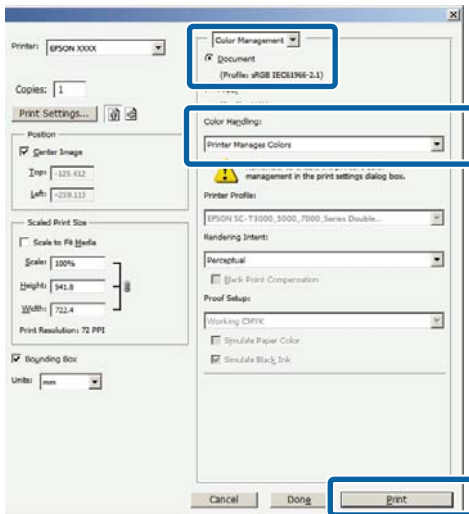 Printer: EPSON XXXX
Copies: 1
Print Settings...
Position
Center Image
Top: -125.412
Left: -259.113
Scaled Print Size
Scale to Fit Media
Scale: 100%
Height: 541.8
Width: 722.4
Print Resolution: 72 PPI
Bounding Box
Units: mm
Color Management
Document
(Profile: sRGB IEC61966-2.1)
Color Handling:
Printer Manages Colors
management in the print settings dialog box.
Printer Profile:
EPSON SC-T3000_5000_7000_Series Double...
Rendering Intent:
Perceptual
Black Point Compensation
Proof Setup:
Working CMYK
Simulate Paper Color
Simulate Black Ink
Cancel
Done
Print